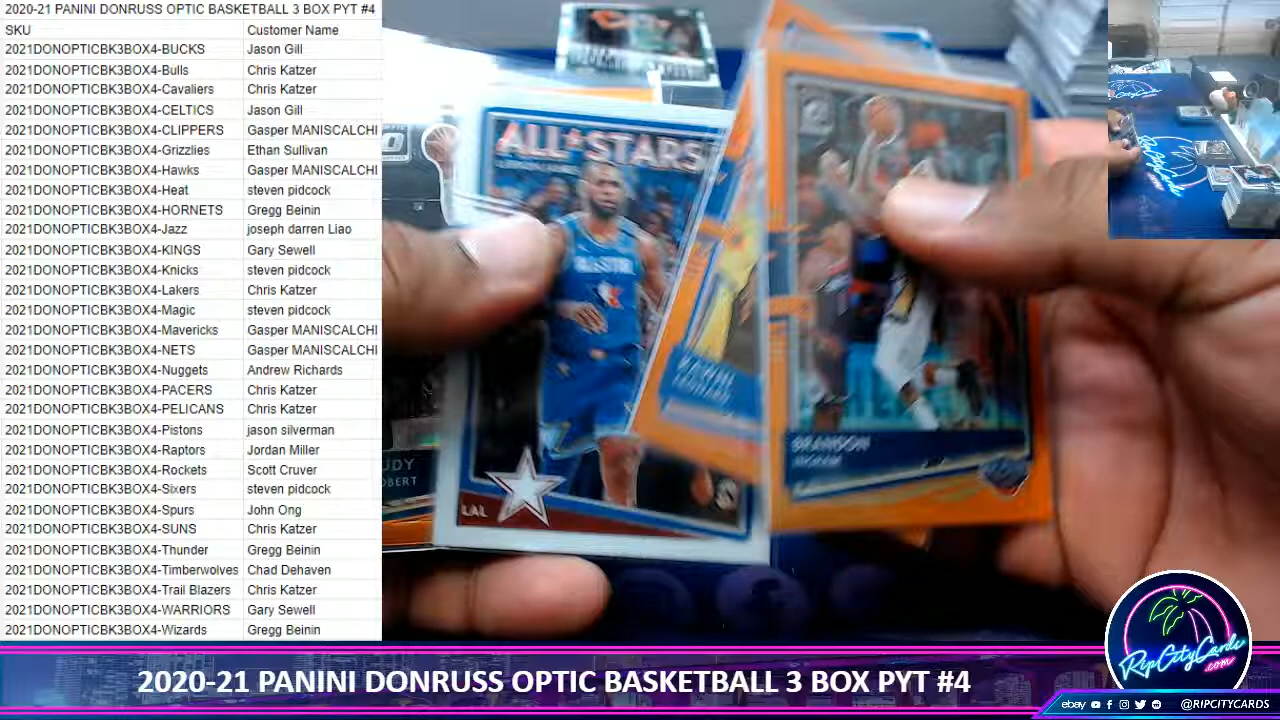 2020-21 PANINI DONRUSS OPTIC BASKETBALL 3 BOX PYT #4
SKU Customer Name
2021DONOPTICBK3BOX4-BUCKS Jason Gill
2021DONOPTICBK3BOX4-Bulls Chris Katzer
2021DONOPTICBK3BOX4-Cavaliers Chris Katzer
2021DONOPTICBK3BOX4-CELTICS Jason Gill
2021DONOPTICBK3BOX4-CLIPPERS Gasper MANISCALCHI
2021DONOPTICBK3BOX4-Grizzlies Ethan Sullivan
2021DONOPTICBK3BOX4-Hawks Gasper MANISCALCHI
2021DONOPTICBK3BOX4-Heat steven pidcock
2021DONOPTICBK3BOX4-HORNETS Gregg Beinin
2021DONOPTICBK3BOX4-Jazz joseph darren Liao
2021DONOPTICBK3BOX4-KINGS Gary Sewell
2021DONOPTICBK3BOX4-Knicks steven pidcock
2021DONOPTICBK3BOX4-Lakers Chris Katzer
2021DONOPTICBK3BOX4-Magic steven pidcock
2021DONOPTICBK3BOX4-Mavericks Gasper MANISCALCHI
2021DONOPTICBK3BOX4-NETS Gasper MANISCALCHI
2021DONOPTICBK3BOX4-Nuggets Andrew Richards
2021DONOPTICBK3BOX4-PACERS Chris Katzer
2021DONOPTICBK3BOX4-PELICANS Chris Katzer
2021DONOPTICBK3BOX4-Pistons jason silverman
2021DONOPTICBK3BOX4-Raptors Jordan Miller
2021DONOPTICBK3BOX4-Rockets Scott Cruver
2021DONOPTICBK3BOX4-Sixers steven pidcock
2021DONOPTICBK3BOX4-Spurs John Ong
2021DONOPTICBK3BOX4-SUNS Chris Katzer
2021DONOPTICBK3BOX4-Thunder Gregg Beinin
2021DONOPTICBK3BOX4-Timberwolves Chad Dehaven
2021DONOPTICBK3BOX4-Trail Blazers Chris Katzer
2021DONOPTICBK3BOX4-WARRIORS Gary Sewell
2021DONOPTICBK3BOX4-Wizards Gregg Beinin
ALL★STARS
LAL
UDY
OBERT
BRANDON
RipCityCards
.com
2020-21 PANINI DONRUSS OPTIC BASKETBALL 3 BOX PYT #4
ebay @RIPCITYCARDS